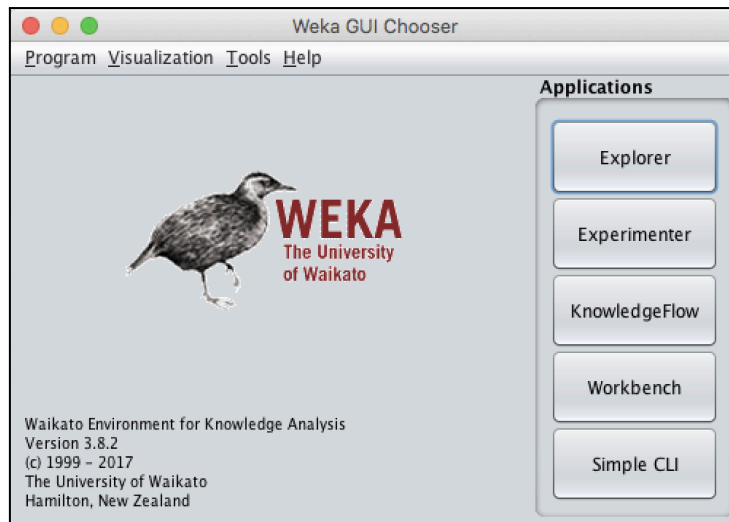 Weka GUI Chooser
Program Visualization Tools Help
Applications
Explorer
Experimenter
KnowledgeFlow
Workbench
Simple CLI
WEKA
The University
of Waikato
Waikato Environment for Knowledge Analysis
Version 3.8.2
(c) 1999 - 2017
The University of Waikato
Hamilton, New Zealand